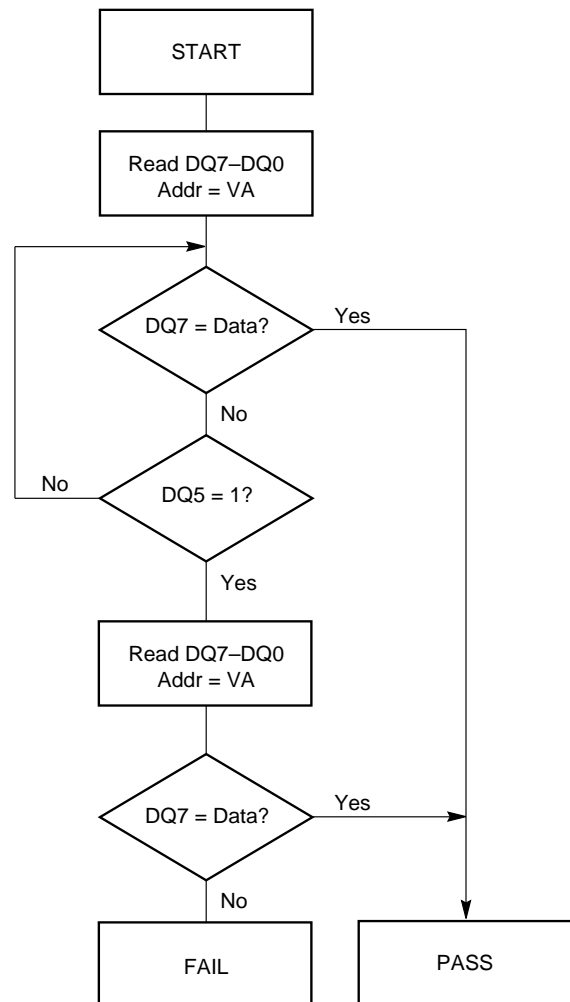 START
Read DQ7–DQ0
Addr = VA
DQ7 = Data?
Yes
No
No
DQ5 = 1?
Yes
Read DQ7–DQ0
Addr = VA
DQ7 = Data?
Yes
No
FAIL
PASS